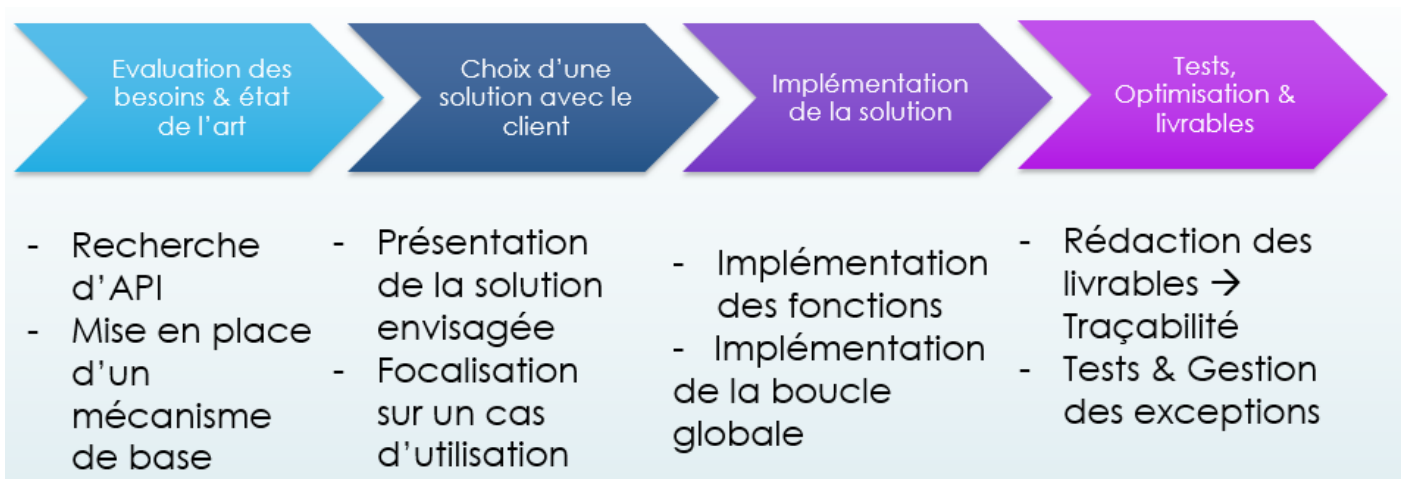 Evaluation des
besoins & état
de l'art
Choix d'une
solution avec le
client
Implémentation
de la solution
Tests,
Optimisation &
livrables
- Recherche
d'API
- Mise en place
d'un
mécanisme
de base
- Présentation
de la solution
envisagée
- Focalisation
sur un cas
d'utilisation
- Implémentation
des fonctions
- Implémentation
de la boucle
globale
- Rédaction des
livrables →
Traçabilité
- Tests & Gestion
des exceptions